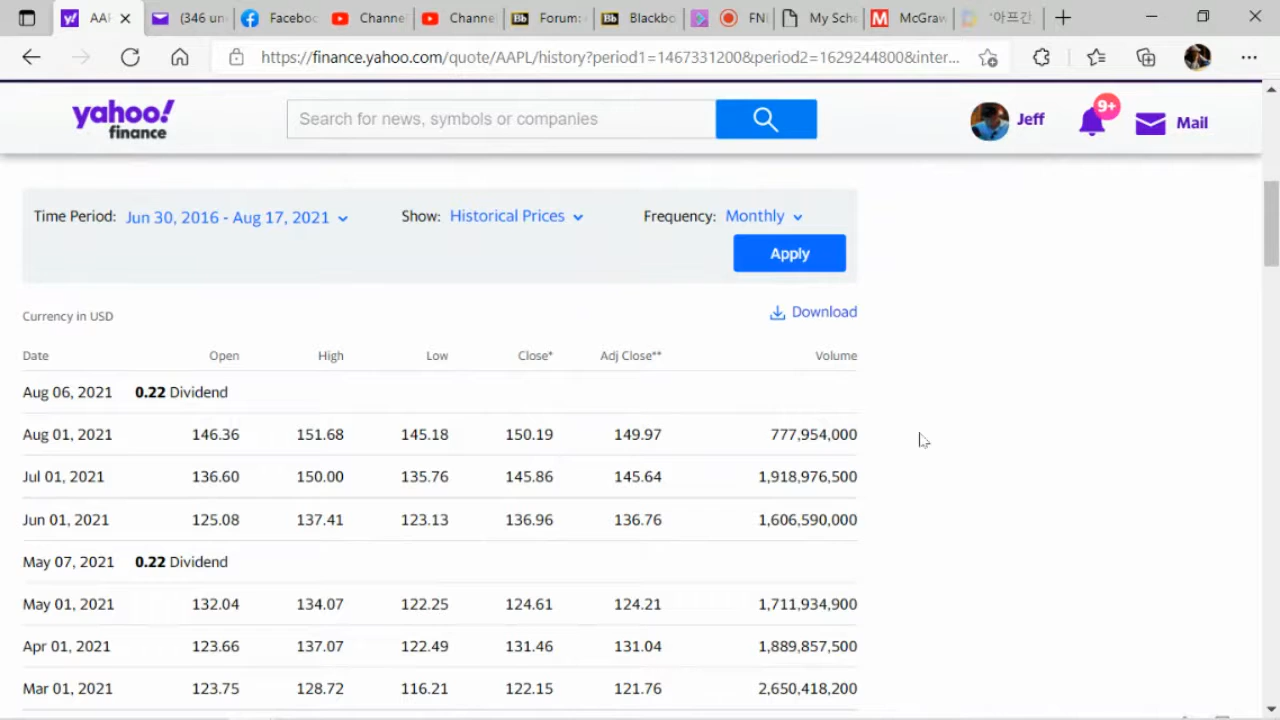 AAI (346 un Faceboo Channe Channe Forum: Blackbo FNI My Sche McGraw '아프간
https://finance.yahoo.com/quote/AAPL/history?period1=1467331200&period2=1629244800&inter...
yahoo!
finance
Search for news, symbols or companies
Jeff
9+
Mail
Time Period: Jun 30, 2016 - Aug 17, 2021 Show: Historical Prices Frequency: Monthly
Apply
Currency in USD Download
Date Open High Low Close* Adj Close** Volume
Aug 06, 2021 0.22 Dividend
Aug 01, 2021 146.36 151.68 145.18 150.19 149.97 777,954,000
Jul 01, 2021 136.60 150.00 135.76 145.86 145.64 1,918,976,500
Jun 01, 2021 125.08 137.41 123.13 136.96 136.76 1,606,590,000
May 07, 2021 0.22 Dividend
May 01, 2021 132.04 134.07 122.25 124.61 124.21 1,711,934,900
Apr 01, 2021 123.66 137.07 122.49 131.46 131.04 1,889,857,500
Mar 01, 2021 123.75 128.72 116.21 122.15 121.76 2,650,418,200